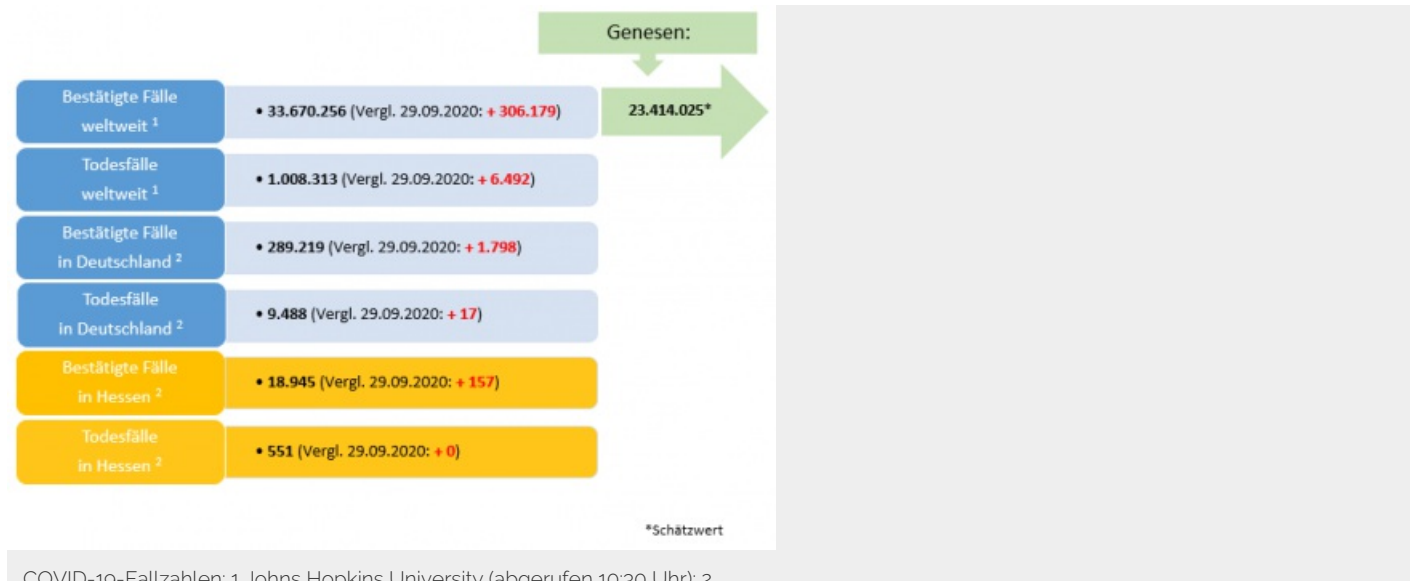 Genesen:
Bestätigte Fälle
weltweit ¹
• 33.670.256 (Vergl. 29.09.2020: + 306.179)
23.414.025*
Todesfälle
weltweit ¹
• 1.008.313 (Vergl. 29.09.2020: + 6.492)
Bestätigte Fälle
in Deutschland ²
• 289.219 (Vergl. 29.09.2020: + 1.798)
Todesfälle
in Deutschland ²
• 9.488 (Vergl. 29.09.2020: + 17)
Bestätigte Fälle
in Hessen ²
• 18.945 (Vergl. 29.09.2020: + 157)
Todesfälle
in Hessen ²
• 551 (Vergl. 29.09.2020: + 0)
*Schätzwert
COVID-19-Fallzahlen: 1 Johns Hopkins University (abgerufen 10:30 Uhr); 2